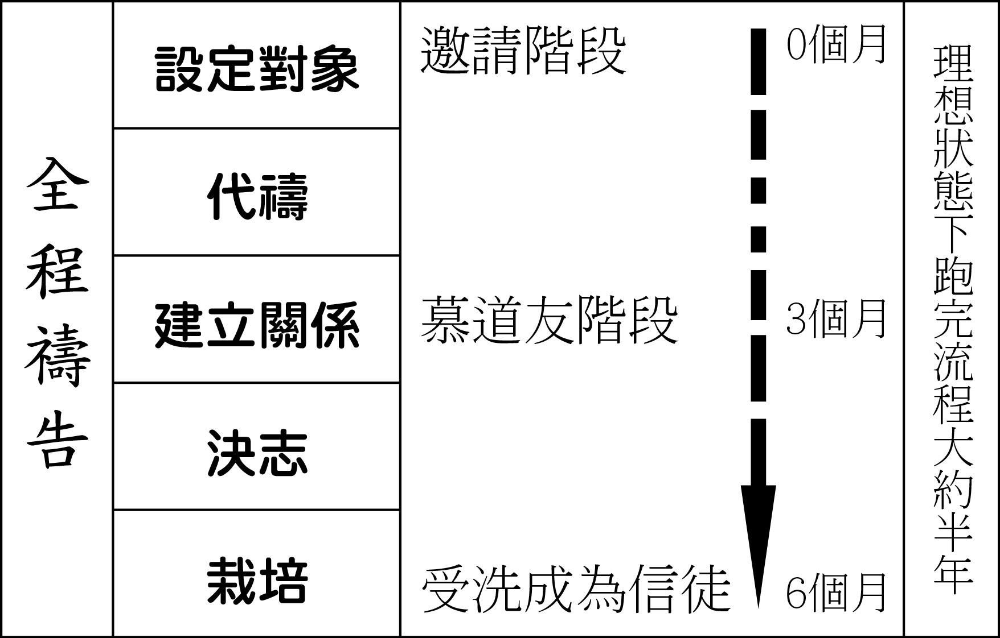 全程禱告
設定對象
代禱
建立關係
決志
栽培
邀請階段
0個月
慕道友階段
3個月
受洗成為信徒
6個月
理想狀態下跑完流程大約半年